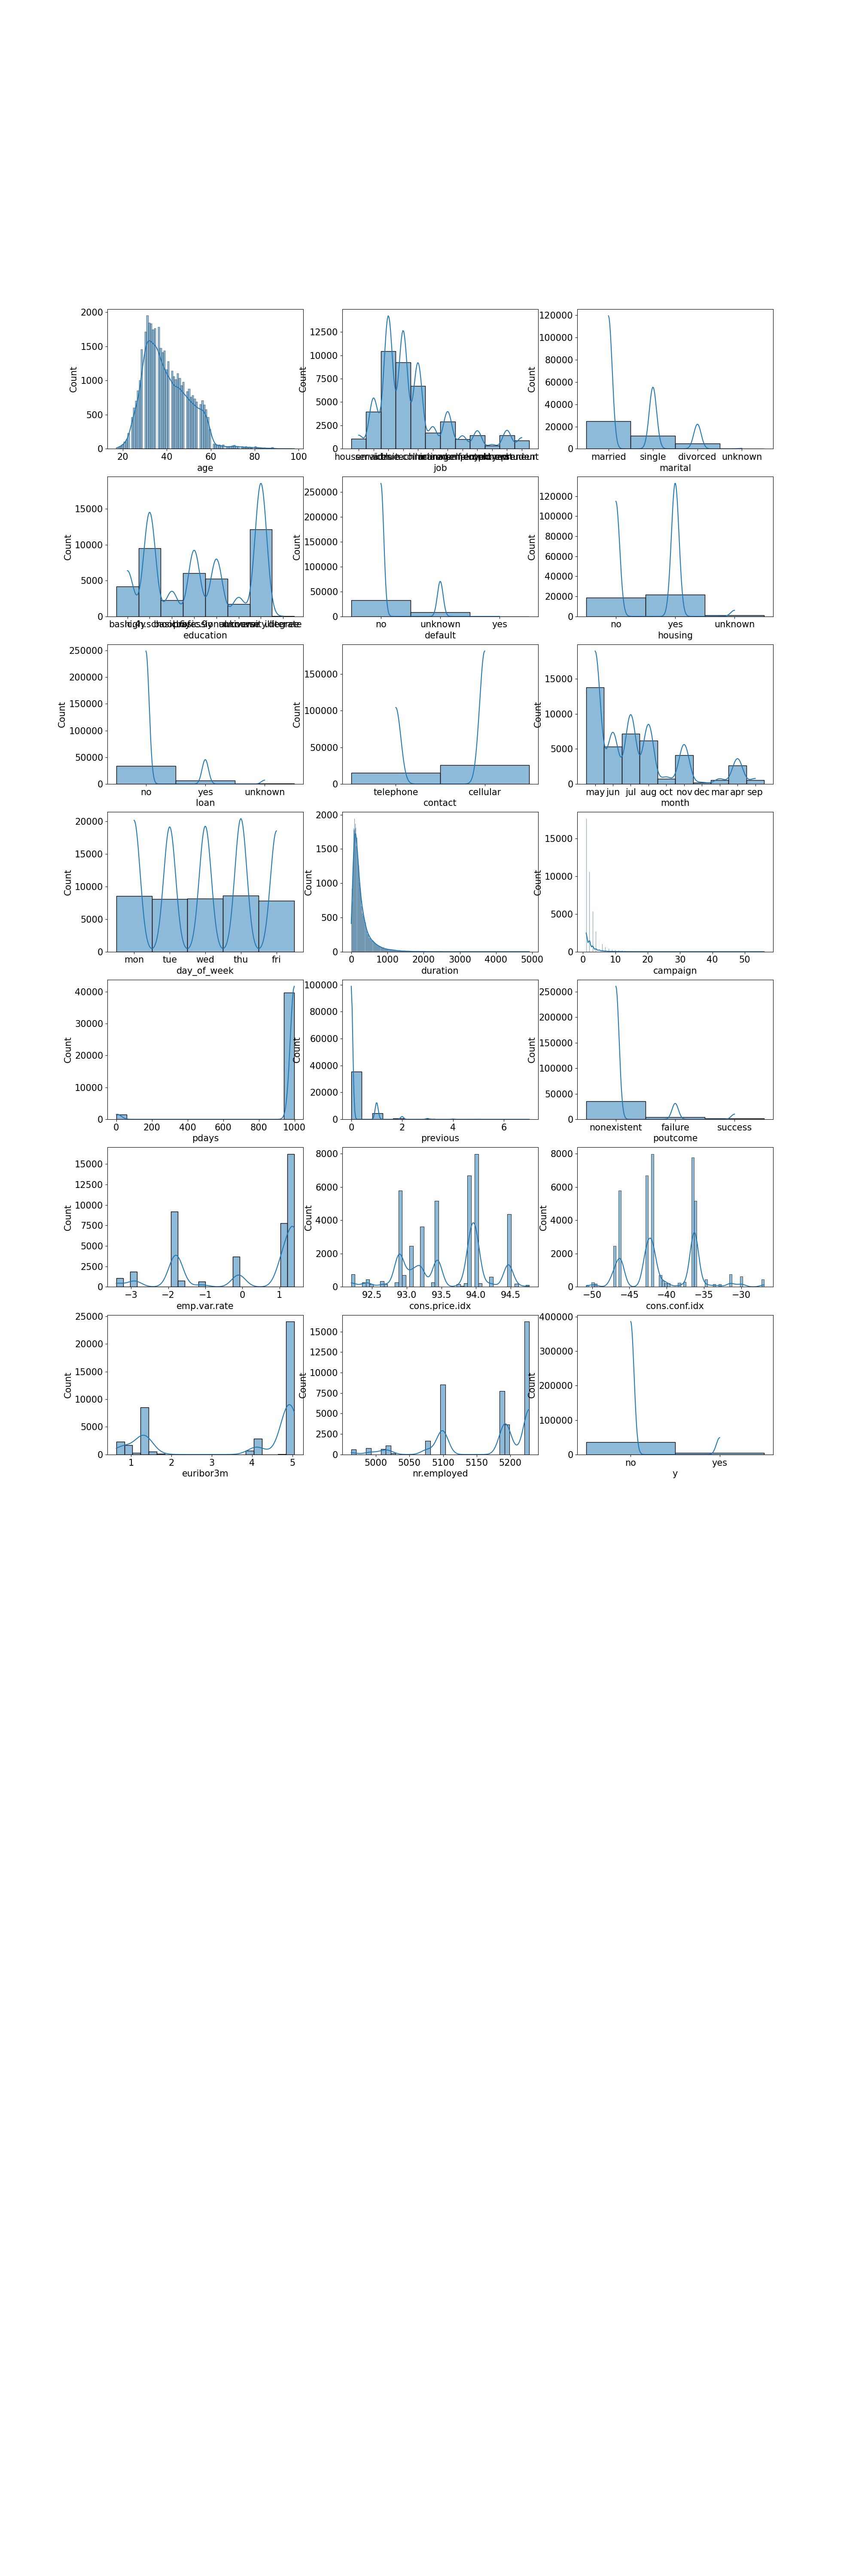 2000
1500
1000
500
0
Count
20 40 60 80 100
age
12500
10000
7500
5000
2500
0
Count
job
120000
100000
80000
60000
40000
20000
0
Count
married single divorced unknown
marital
15000
10000
5000
0
Count
education
250000
200000
150000
100000
50000
0
Count
no unknown yes
default
120000
100000
80000
60000
40000
20000
0
Count
no yes unknown
housing
250000
200000
150000
100000
50000
0
Count
no yes unknown
loan
150000
100000
50000
0
Count
telephone cellular
contact
15000
10000
5000
0
Count
may jun jul aug oct nov dec mar apr sep
month
20000
15000
10000
5000
0
Count
mon tue wed thu fri
day_of_week
2000
1500
1000
500
0
Count
0 1000 2000 3000 4000 5000
duration
15000
10000
5000
0
Count
0 10 20 30 40 50
campaign
40000
30000
20000
10000
0
Count
0 200 400 600 800 1000
pdays
100000
80000
60000
40000
20000
0
Count
0 2 4 6
previous
250000
200000
150000
100000
50000
0
Count
nonexistent failure success
poutcome
15000
12500
10000
7500
5000
2500
0
Count
−3 −2 −1 0 1
emp.var.rate
8000
6000
4000
2000
0
Count
92.5 93.0 93.5 94.0 94.5
cons.price.idx
8000
6000
4000
2000
0
Count
−50 −45 −40 −35 −30
cons.conf.idx
25000
20000
15000
10000
5000
0
Count
1 2 3 4 5
euribor3m
15000
12500
10000
7500
5000
2500
0
Count
5000 5050 5100 5150 5200
nr.employed
400000
300000
200000
100000
0
Count
no yes
y